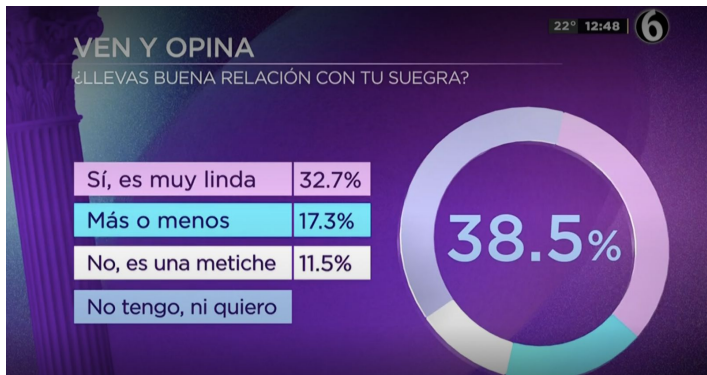 22° 12:48 6
VEN Y OPINA
¿LLEVAS BUENA RELACIÓN CON TU SUEGRA?
Sí, es muy linda 32.7%
Más o menos 17.3%
No, es una metiche 11.5%
No tengo, ni quiero
38.5%